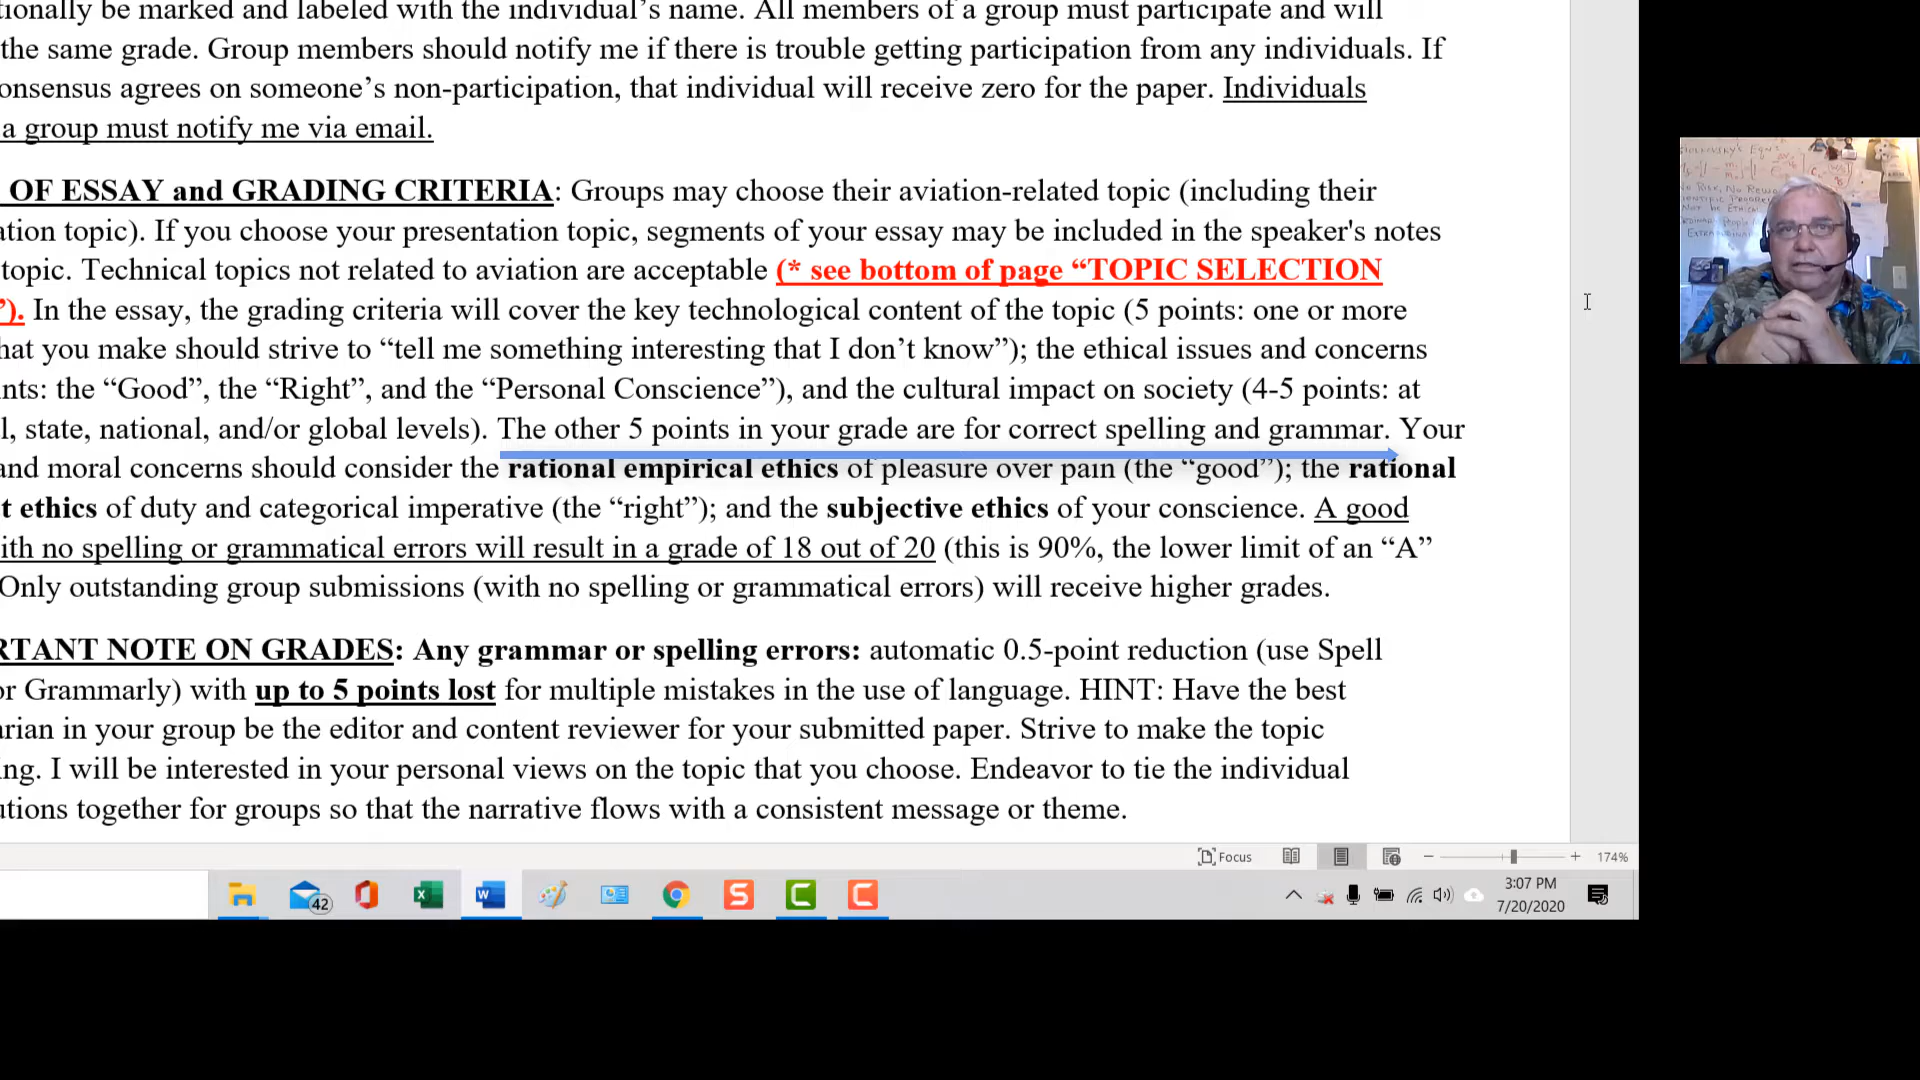 tionally be marked and labeled with the individual's name. All members of a group must participate and will
the same grade. Group members should notify me if there is trouble getting participation from any individuals. If
onsensus agrees on someone's non-participation, that individual will receive zero for the paper. Individuals
a group must notify me via email.
OF ESSAY and GRADING CRITERIA: Groups may choose their aviation-related topic (including their
ation topic). If you choose your presentation topic, segments of your essay may be included in the speaker's notes
topic. Technical topics not related to aviation are acceptable (* see bottom of page “TOPIC SELECTION
”). In the essay, the grading criteria will cover the key technological content of the topic (5 points: one or more
hat you make should strive to “tell me something interesting that I don't know”); the ethical issues and concerns
nts: the “Good”, the “Right”, and the “Personal Conscience”), and the cultural impact on society (4-5 points: at
l, state, national, and/or global levels). The other 5 points in your grade are for correct spelling and grammar. Your
and moral concerns should consider the rational empirical ethics of pleasure over pain (the “good”); the rational
t ethics of duty and categorical imperative (the “right”); and the subjective ethics of your conscience. A good
ith no spelling or grammatical errors will result in a grade of 18 out of 20 (this is 90%, the lower limit of an “A”
Only outstanding group submissions (with no spelling or grammatical errors) will receive higher grades.
RTANT NOTE ON GRADES: Any grammar or spelling errors: automatic 0.5-point reduction (use Spell
or Grammarly) with up to 5 points lost for multiple mistakes in the use of language. HINT: Have the best
arian in your group be the editor and content reviewer for your submitted paper. Strive to make the topic
ing. I will be interested in your personal views on the topic that you choose. Endeavor to tie the individual
utions together for groups so that the narrative flows with a consistent message or theme.
Focus
174%
42
3:07 PM
7/20/2020